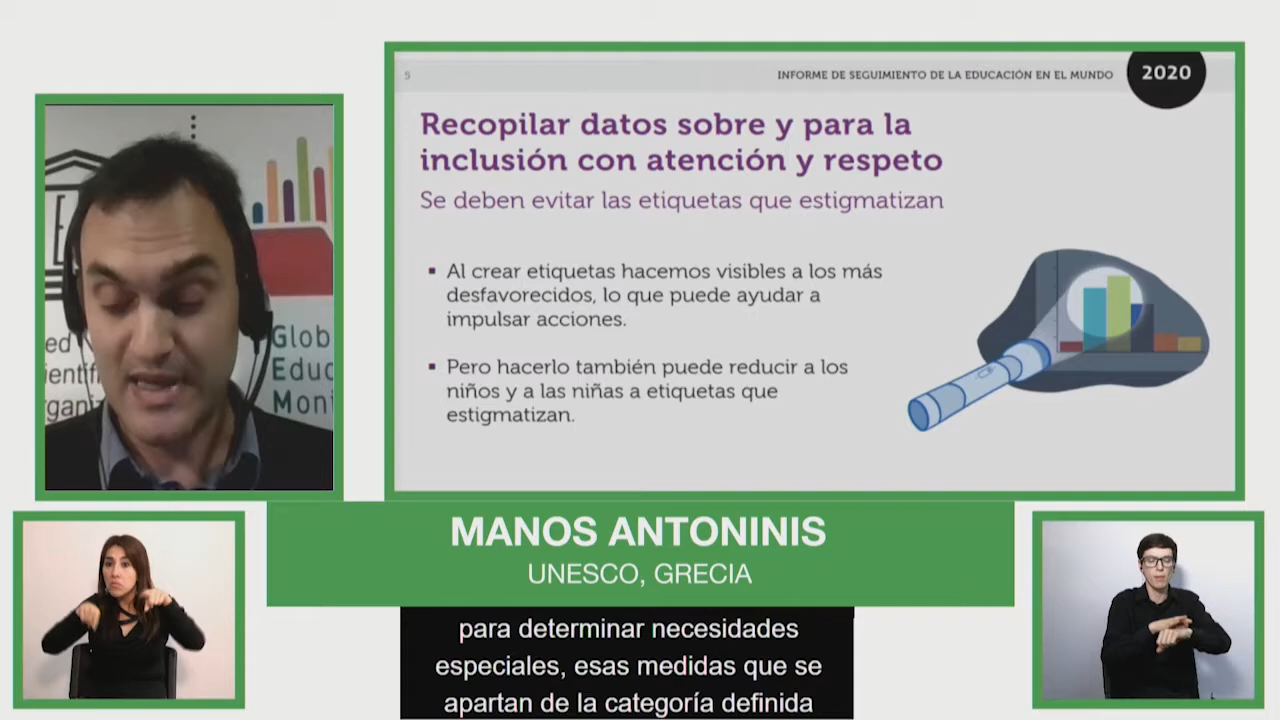 5
INFORME DE SEGUIMIENTO DE LA EDUCACIÓN EN EL MUNDO
2020
Recopilar datos sobre y para la
inclusión con atención y respeto
Se deben evitar las etiquetas que estigmatizan
▪ Al crear etiquetas hacemos visibles a los más
desfavorecidos, lo que puede ayudar a
impulsar acciones.
▪ Pero hacerlo también puede reducir a los
niños y a las niñas a etiquetas que
estigmatizan.
Glob
Educ
Moni
MANOS ANTONINIS
UNESCO, GRECIA
para determinar necesidades
especiales, esas medidas que se
apartan de la categoría definida